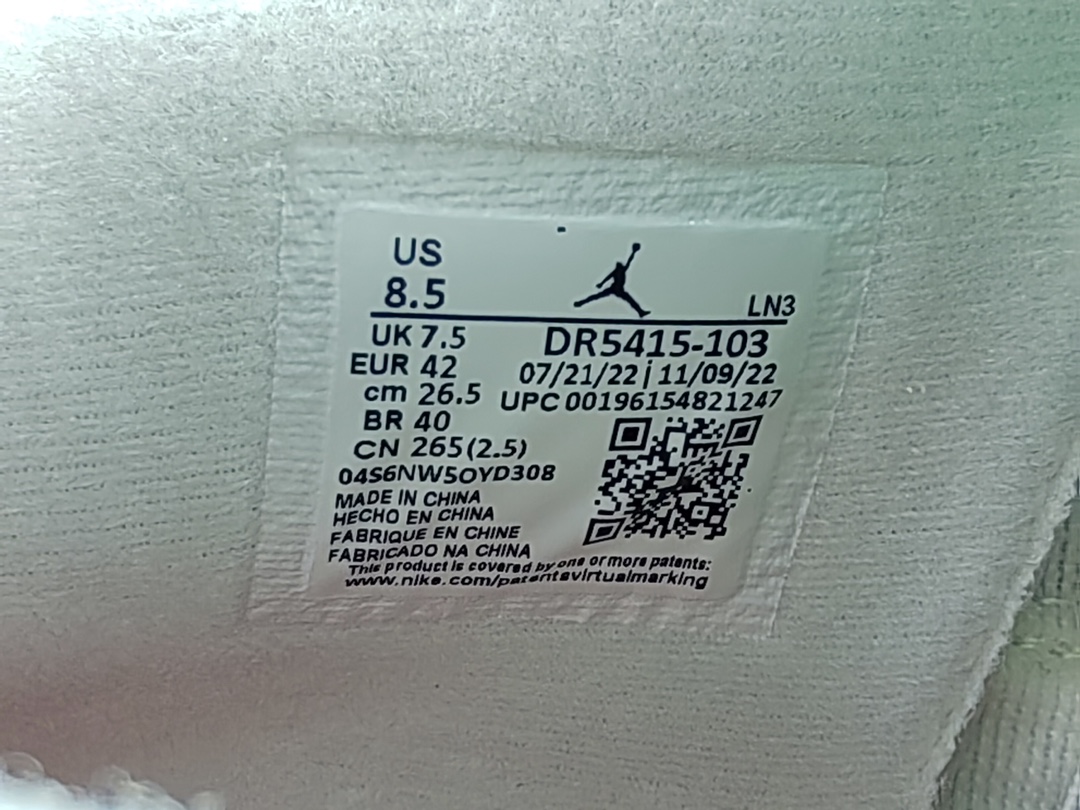 US
8.5
LN3
UK 7.5
DR5415-103
EUR 42
07/21/22 | 11/09/22
cm 26.5
UPC 00196154821247
BR 40
CN 265(2.5)
04S6NW5OYD308
MADE IN CHINA
HECHO EN CHINA
FABRIQUE EN CHINE
FABRICADO NA CHINA
This product is covered by one or more patents:
www.nike.com/patentsvirtualmarking